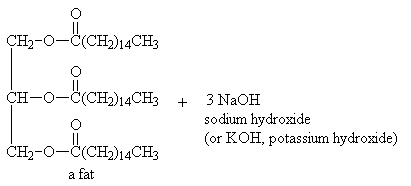 O
CH₂—O—C(CH₂)₁₄CH₃
O
CH—O—C(CH₂)₁₄CH₃ + 3 NaOH
sodium hydroxide
O
(or KOH, potassium hydroxide)
CH₂—O—C(CH₂)₁₄CH₃
a fat